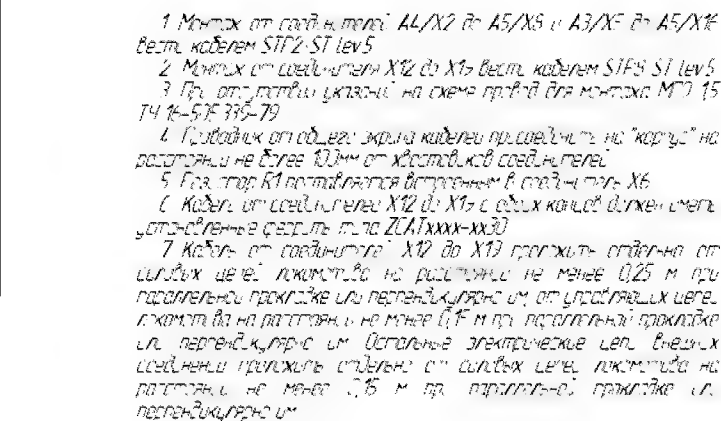 1 Монтаж от соединителей А4/Х2 до А5/Х8 и А3/XF до А5/Х16
вести кабелем STP2-ST lev5
2 Монтаж от соединителя Х12 до Х13 вести кабелем STP8-ST lev5
3 При отсутствии указаний на схеме провод для монтажа МГО 1,5
ТУ 16-505 339-79
4 Проводник от общего экрана кабелей присоединить на "корпус" на
расстоянии не более 100мм от хвостовиков соединителей
5 Резистор R1 поставляется встроенным в соединитель Х6
6 Кабель от соединителей Х12 до Х13 с обоих концов должен иметь
установленные ферриты типа ZCATxxxx-xx30
7 Кабель от соединителей Х12 до Х13 проложить отдельно от
силовых цепей локомотива на расстоянии не менее 0,25 м при
параллельной прокладке или перпендикулярно им, от управляющих цепей
локомотива на расстоянии не менее 0,15 м при параллельной прокладке
или перпендикулярно им Остальные электрические цепи внешних
соединений проложить отдельно от силовых цепей локомотива на
расстоянии не менее 0,15 м при параллельной прокладке или
перпендикулярно им